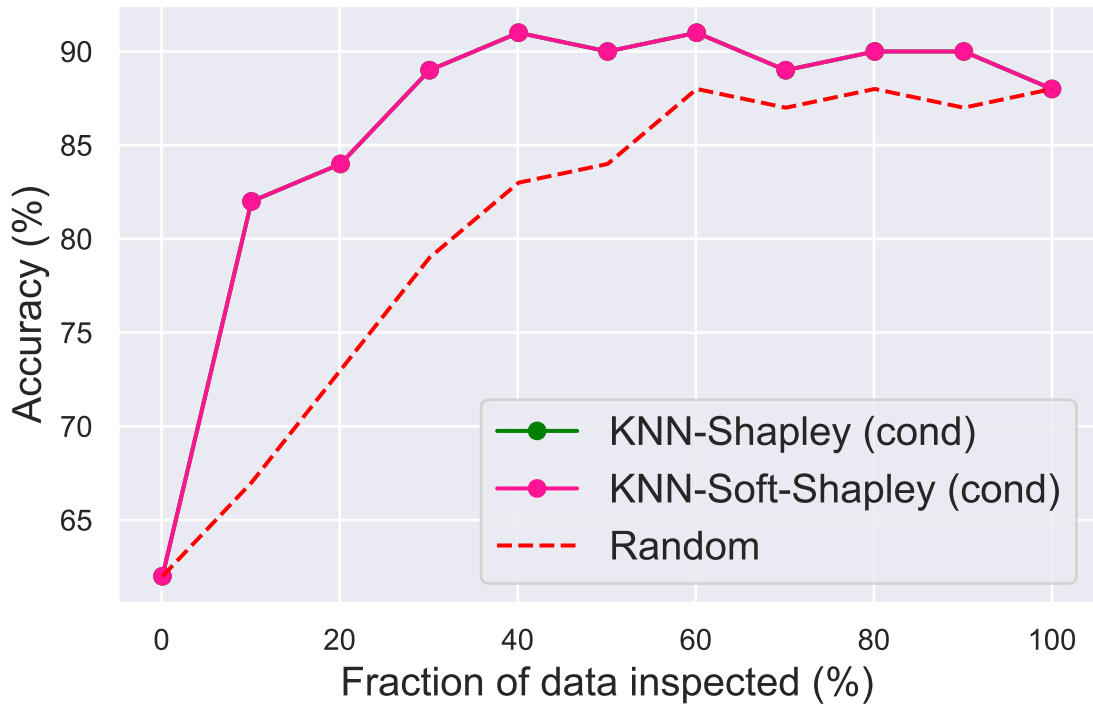 90
85
80
75
70
65
Accuracy (%)
KNN-Shapley (cond)
KNN-Soft-Shapley (cond)
Random
0 20 40 60 80 100
Fraction of data inspected (%)